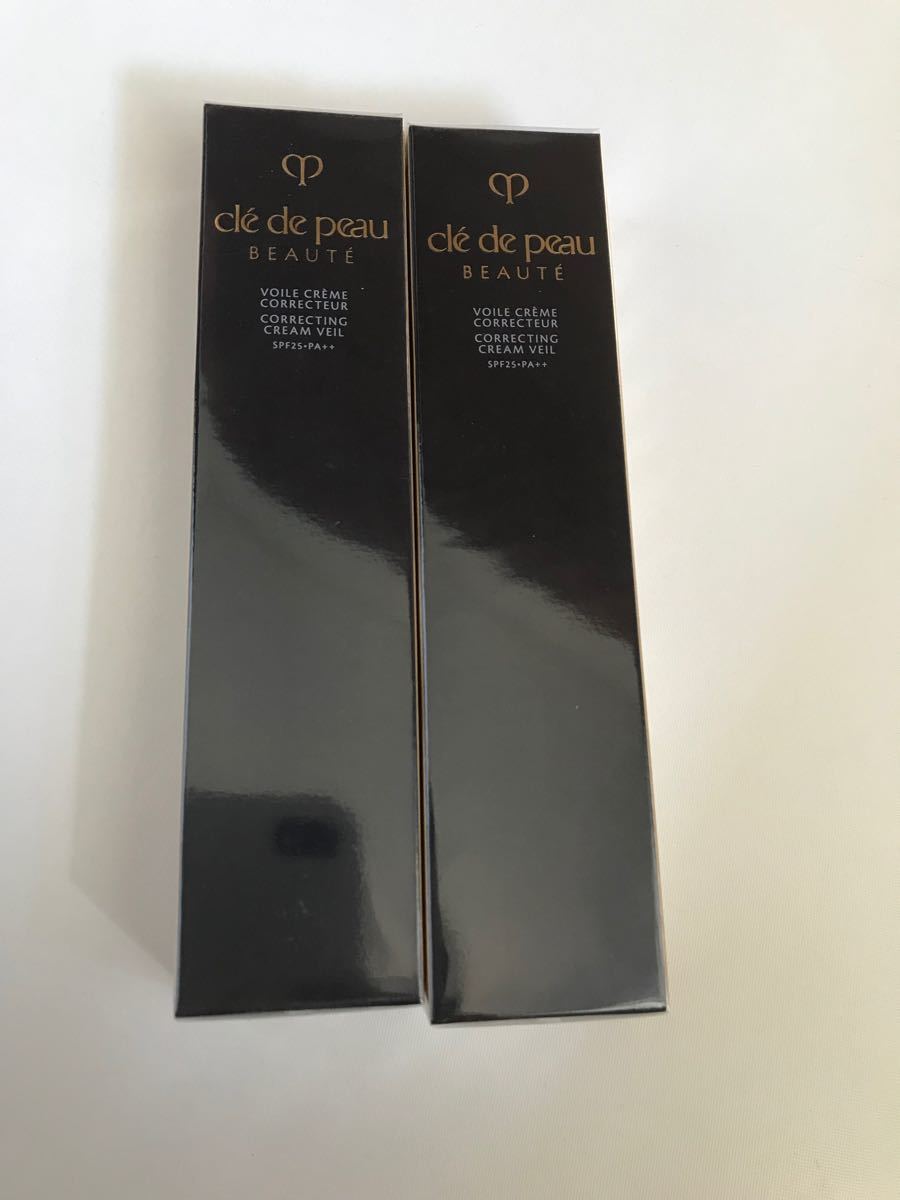 clé de peau
BEAUTÉ
VOILE CRÈME
CORRECTEUR
CORRECTING
CREAM VEIL
SPF25•PA++
clé de peau
BEAUTÉ
VOILE CRÈME
CORRECTEUR
CORRECTING
CREAM VEIL
SPF25•PA++